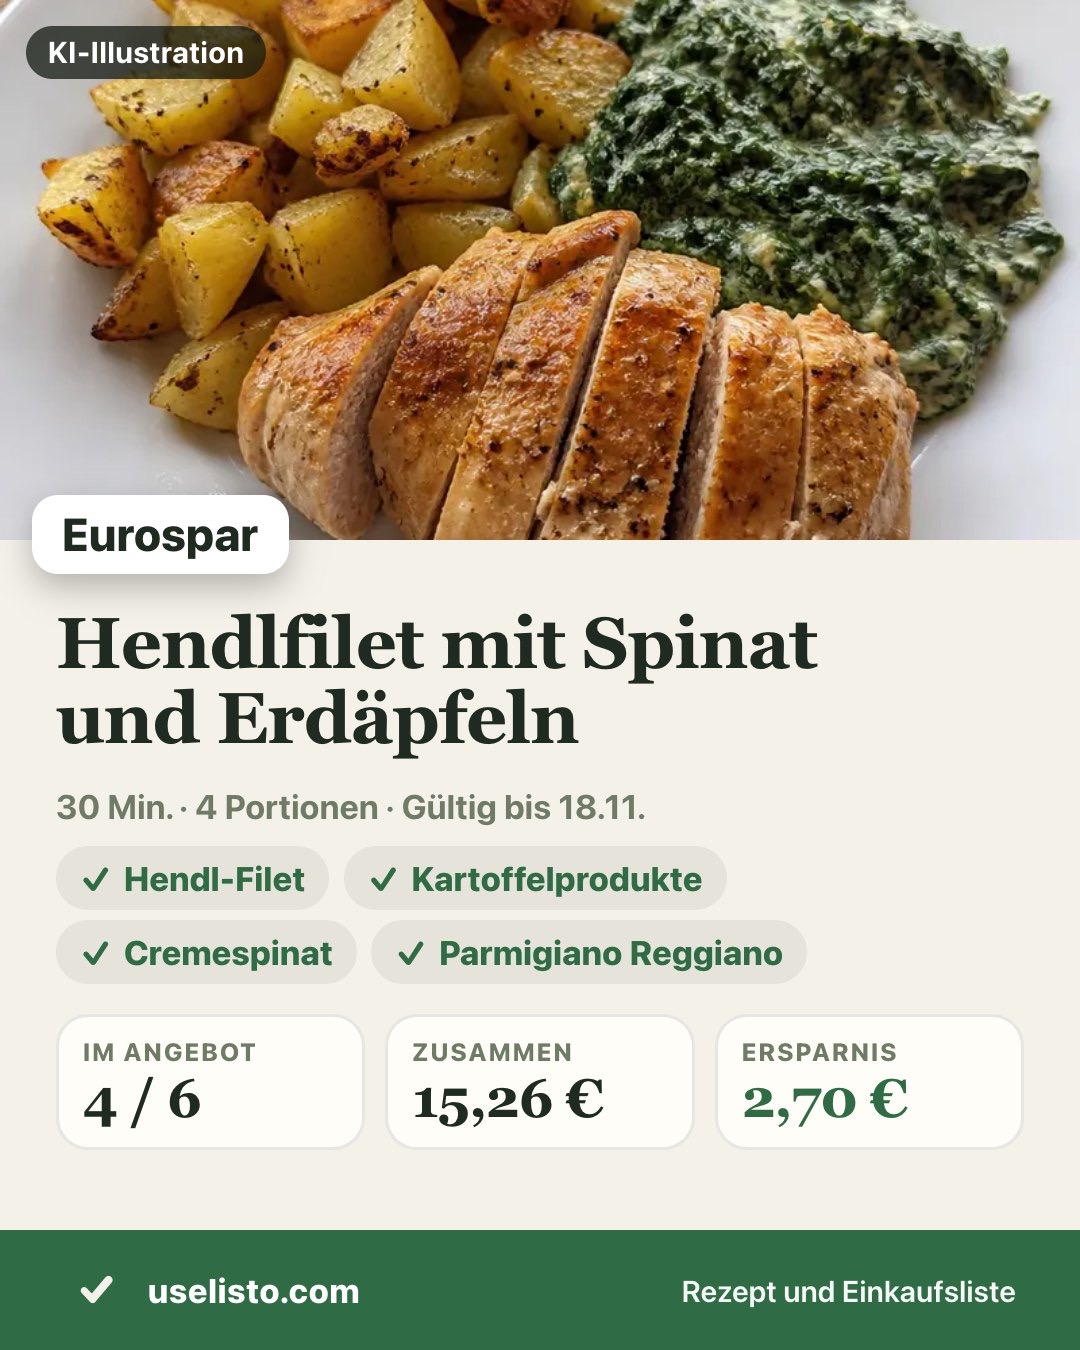 KI-Illustration
Eurospar
Hendlfilet mit Spinat
und Erdäpfeln
30 Min. · 4 Portionen · Gültig bis 18.11.
✓ Hendl-Filet ✓ Kartoffelprodukte
✓ Cremespinat ✓ Parmigiano Reggiano
IM ANGEBOT ZUSAMMEN ERSPARNIS
4 / 6 15,26 € 2,70 €
✓ uselisto.com Rezept und Einkaufsliste